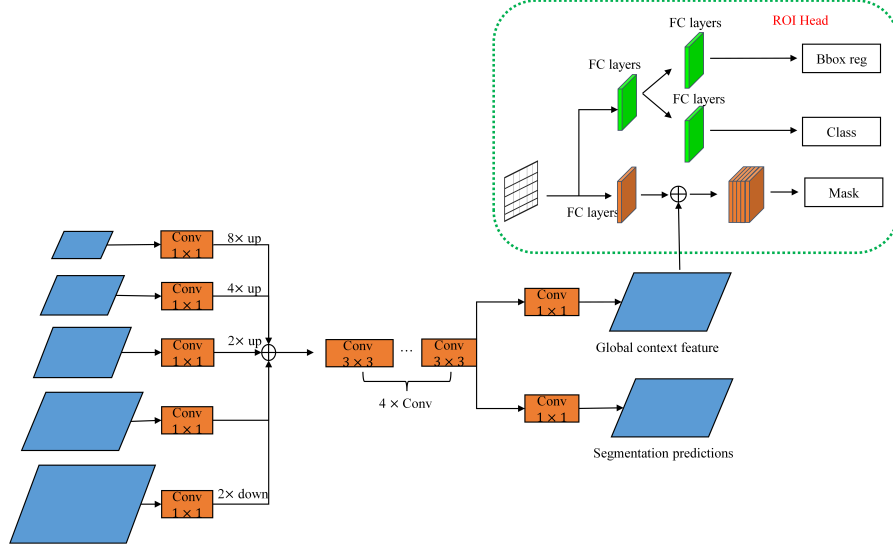 ROI Head
FC layers
Bbox reg
FC layers
FC layers
Class
FC layers
Mask
Conv
1 × 1
8× up
Conv
1 × 1
4× up
Conv
1 × 1
2× up
Conv
1 × 1
Conv
1 × 1
2× down
Conv
3 × 3
...
Conv
3 × 3
4 × Conv
Conv
1 × 1
Global context feature
Conv
1 × 1
Segmentation predictions